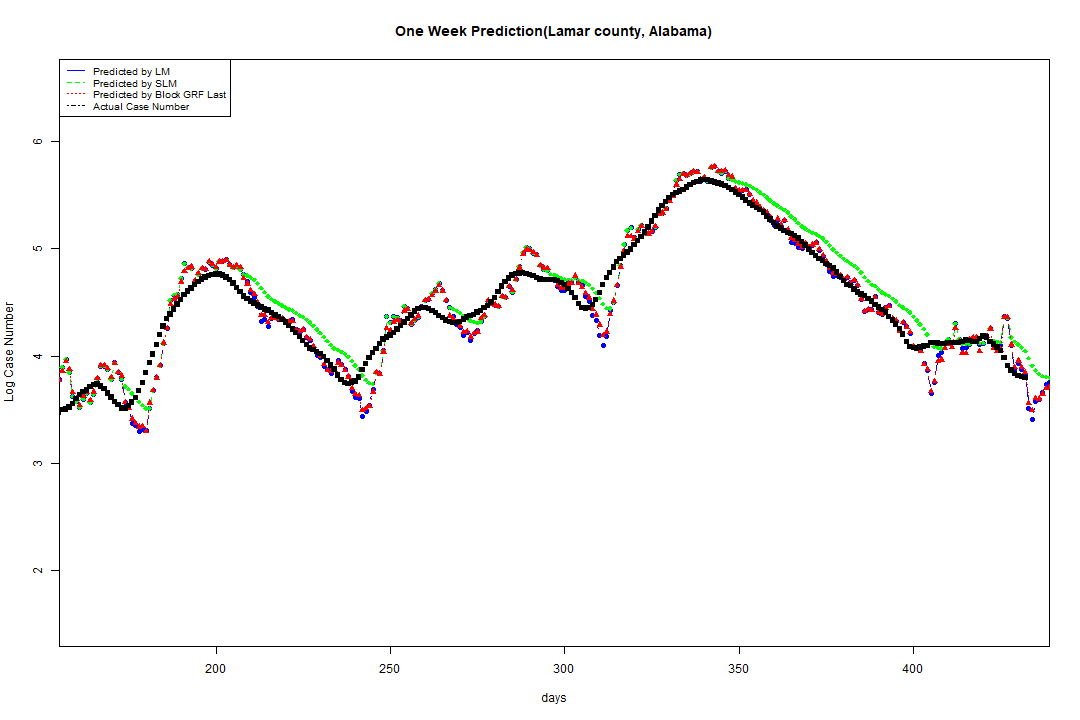 One Week Prediction(Lamar county, Alabama)
Predicted by LM
Predicted by SLM
Predicted by Block GRF Last
Actual Case Number
6
5
4
3
2
Log Case Number
200 250 300 350 400
days